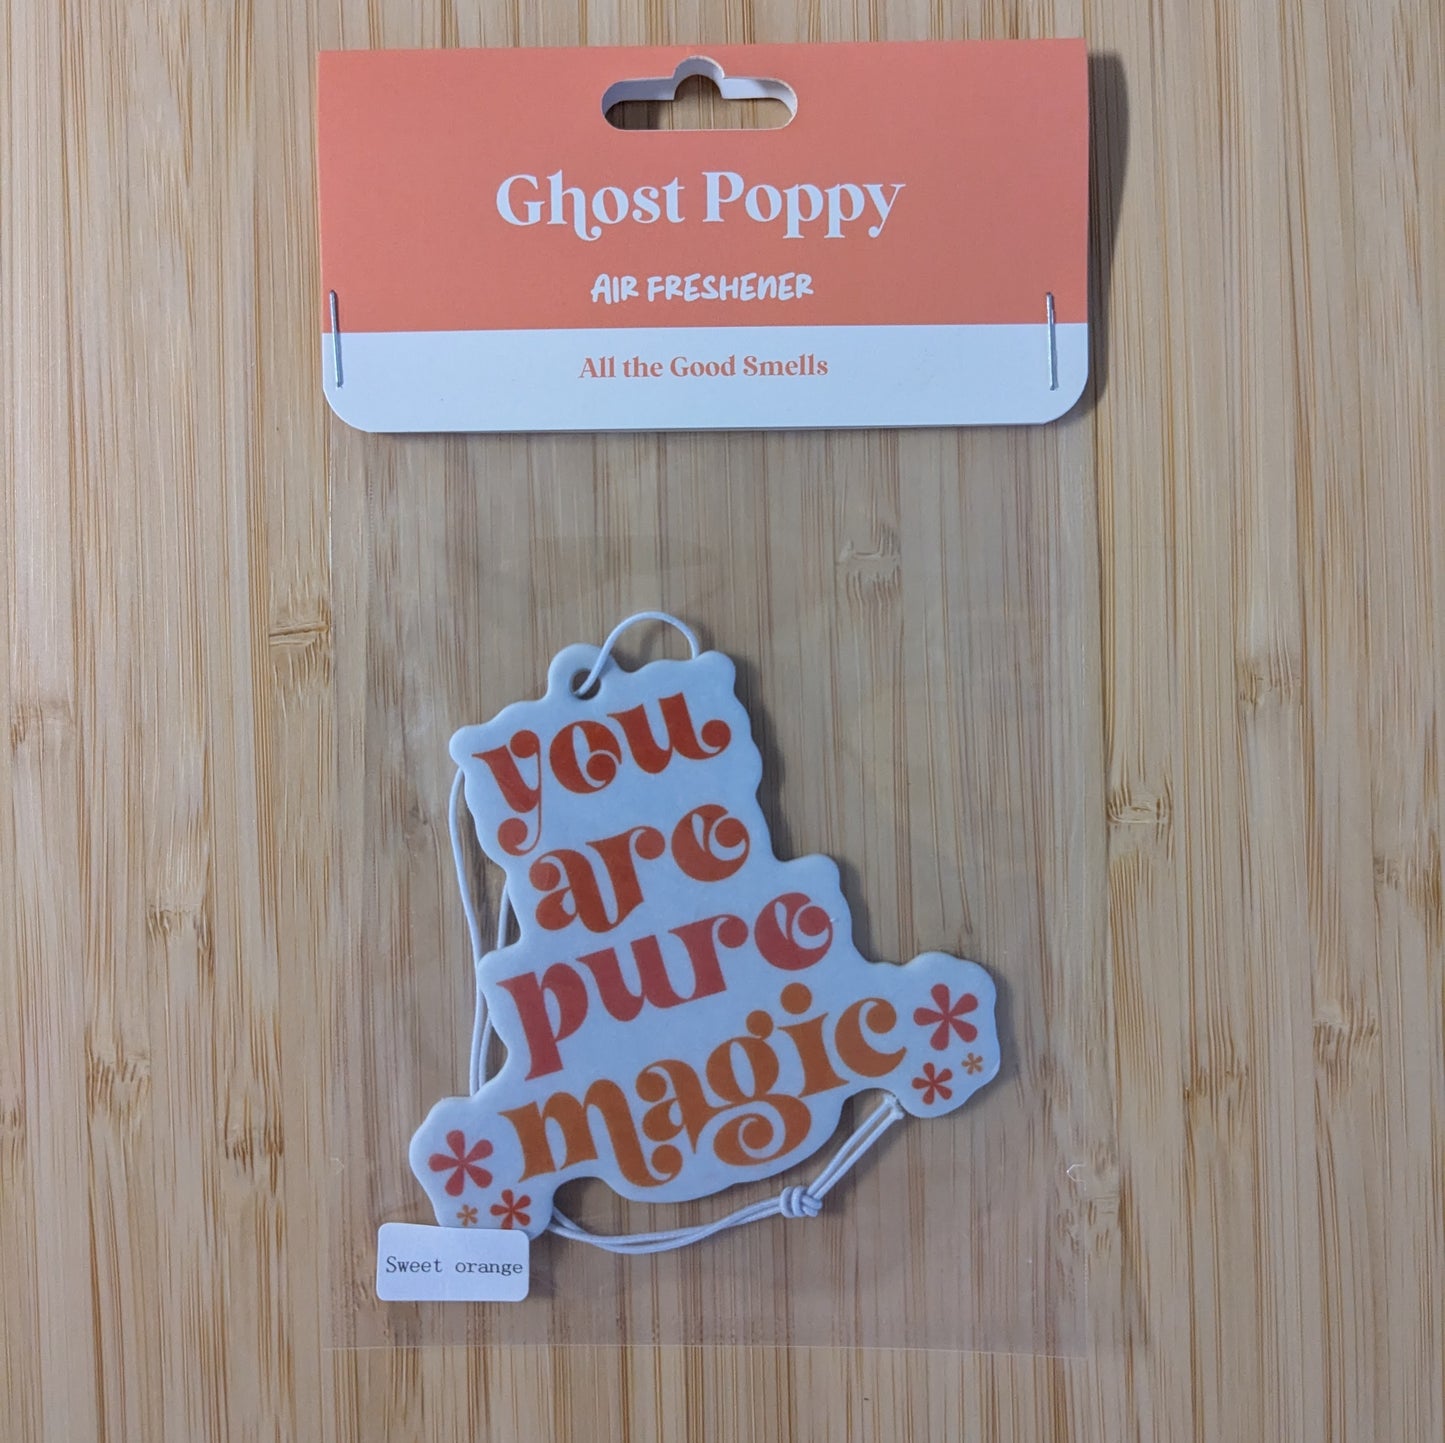 Ghost Poppy
AIR FRESHENER
All the Good Smells
you
are
pure
magic
Sweet orange